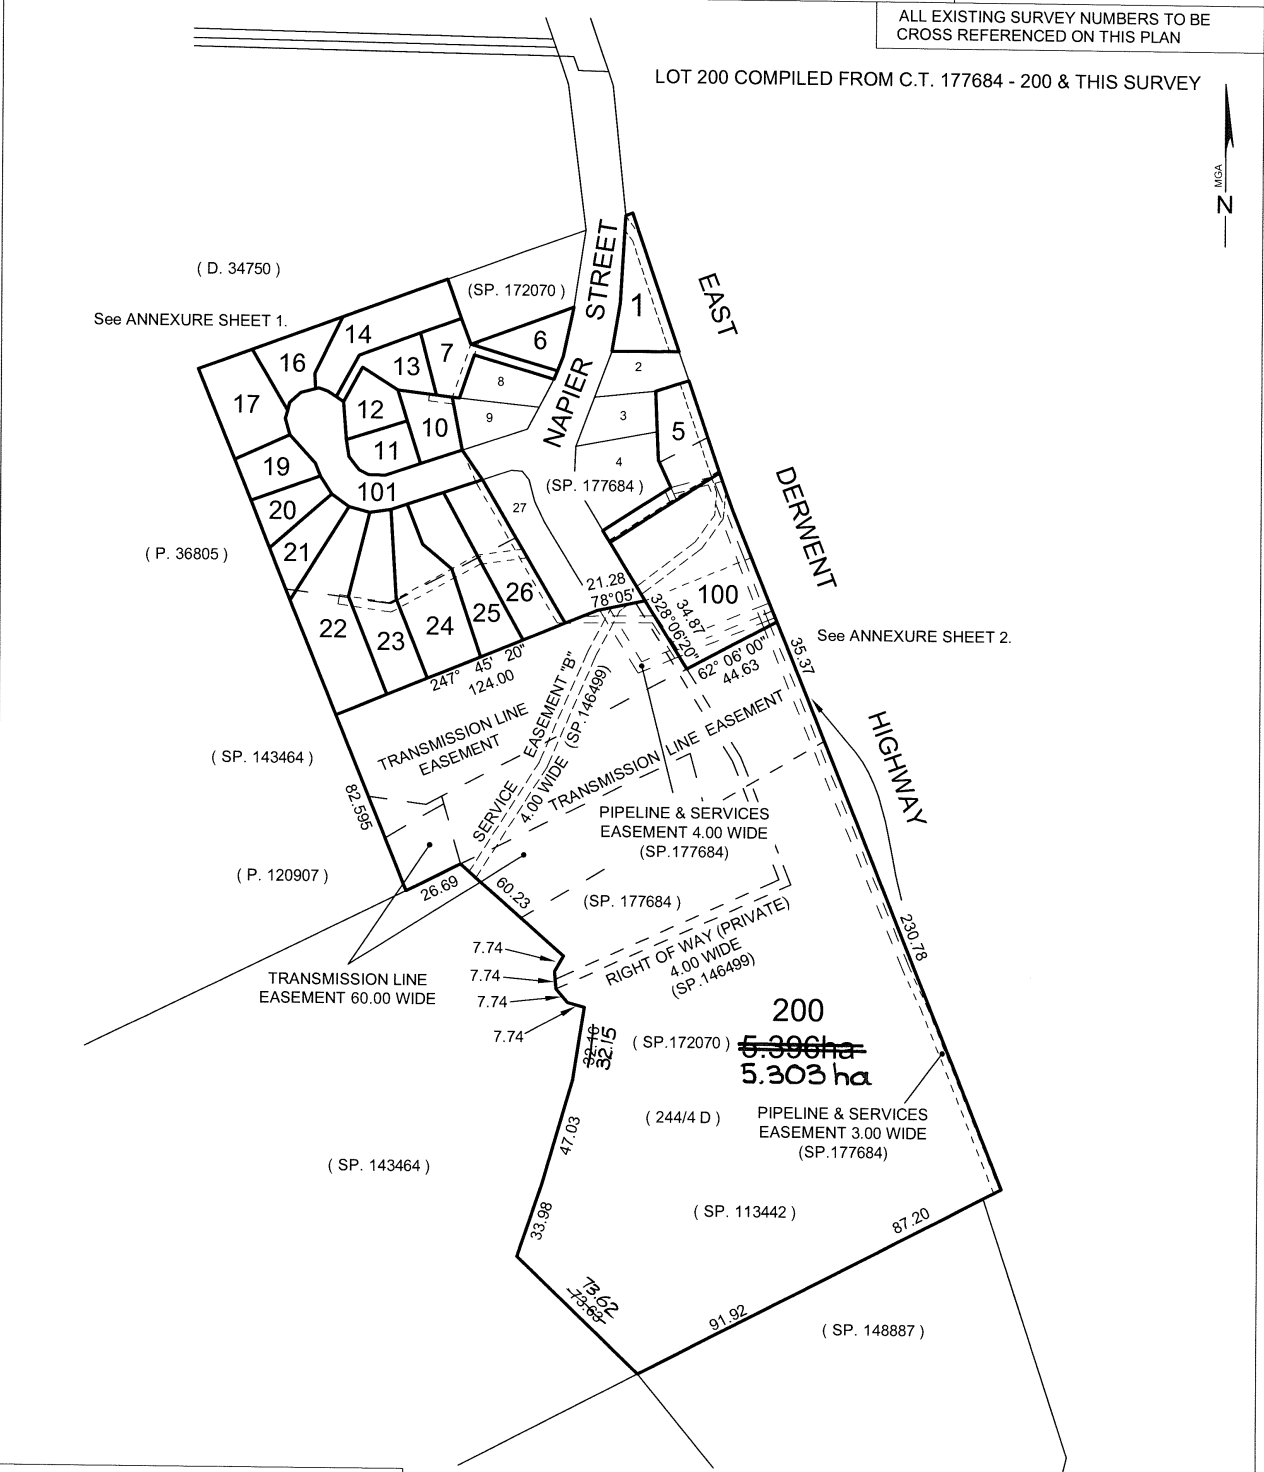 ALL EXISTING SURVEY NUMBERS TO BE
CROSS REFERENCED ON THIS PLAN
LOT 200 COMPILED FROM C.T. 177684 - 200 & THIS SURVEY
MGA
N
( D. 34750 )
See ANNEXURE SHEET 1.
(SP. 172070 )
NAPIER STREET
EAST DERWENT HIGHWAY
1
14
6
16
7
13
2
8
17
12
3
5
10
9
11
4
19
101
(SP. 177684 )
20
27
21
( P. 36805 )
21.28
78°05'
100
26
25
24
22
23
328°06'20"
34.87
See ANNEXURE SHEET 2.
35.37
62° 06' 00"
44.63
247° 45' 20"
124.00
TRANSMISSION LINE
EASEMENT
SERVICE EASEMENT "B"
4.00 WIDE (SP.146499)
TRANSMISSION LINE EASEMENT
( SP. 143464 )
82.595
PIPELINE & SERVICES
EASEMENT 4.00 WIDE
(SP.177684)
( P. 120907 )
26.69
60.23
(SP. 177684 )
230.78
RIGHT OF WAY (PRIVATE)
4.00 WIDE
(SP.146499)
7.74
7.74
7.74
7.74
TRANSMISSION LINE
EASEMENT 60.00 WIDE
200
32.16
32.15
( SP.172070 )
5.396ha
5.303 ha
PIPELINE & SERVICES
EASEMENT 3.00 WIDE
(SP.177684)
( 244/4 D )
47.03
( SP. 143464 )
33.98
( SP. 113442 )
87.20
73.62
73.63
91.92
( SP. 148887 )